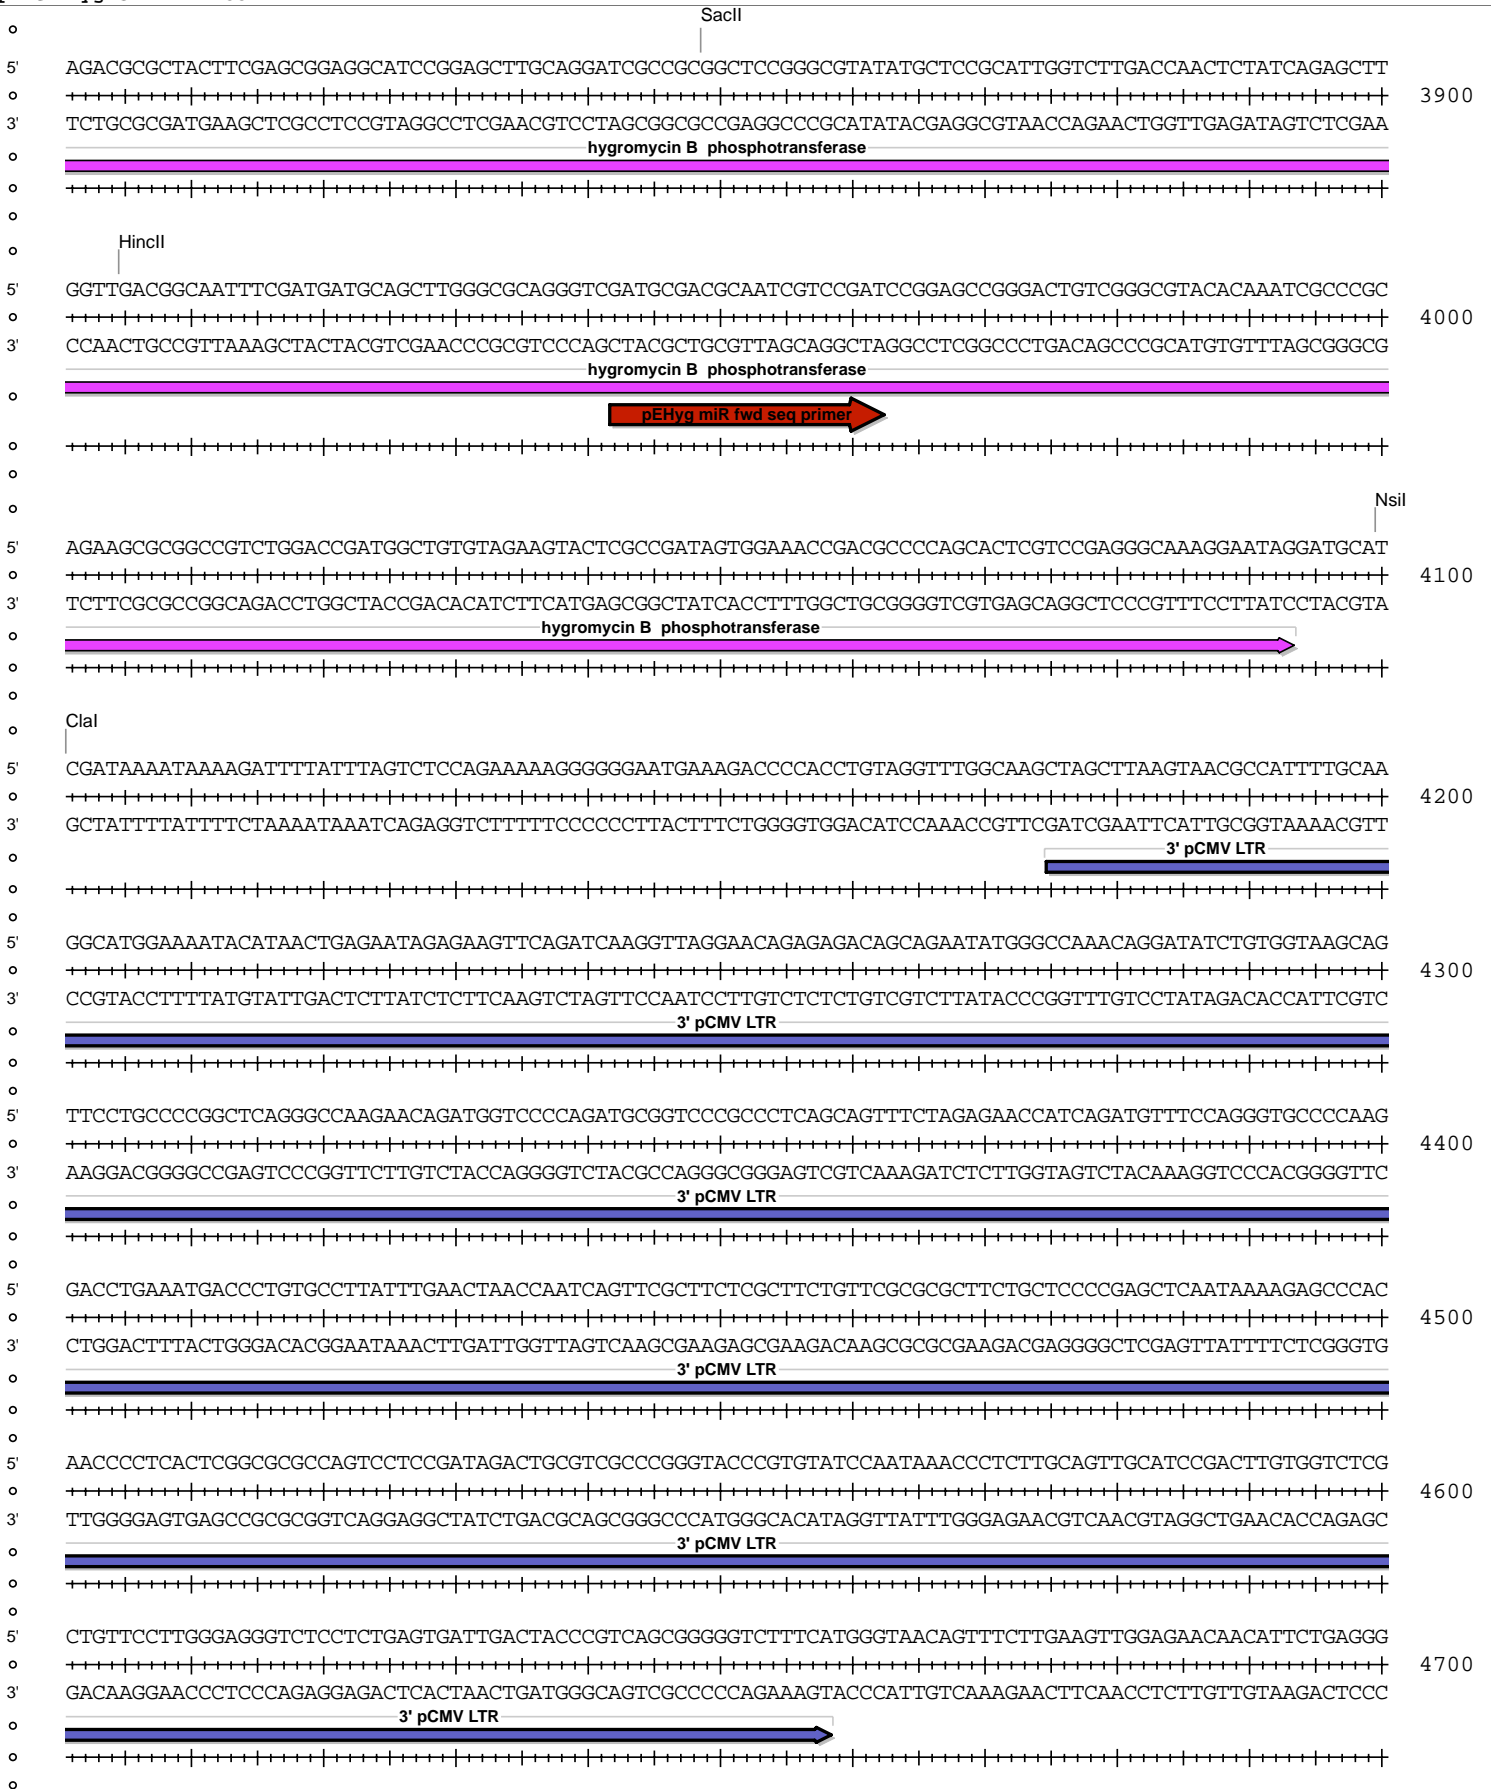 SacII
5' AGACGCGCTACTTCGAGCGGAGGCATCCGGAGCTTGCAGGATCGCCGCGGCTCCGGGCGTATATGCTCCGCATTGGTCTTGACCAACTCTATCAGAGCTT
3900
3' TCTGCGCGATGAAGCTCGCCTCCGTAGGCCTCGAACGTCCTAGCGGCGCCGAGGCCCGCATATACGAGGCGTAACCAGAACTGGTTGAGATAGTCTCGAA
hygromycin B phosphotransferase
HincII
5' GGTTGACGGCAATTTCGATGATGCAGCTTGGGCGCAGGGTCGATGCGACGCAATCGTCCGATCCGGAGCCGGGACTGTCGGGCGTACACAAATCGCCCGC
4000
3' CCAACTGCCGTTAAAGCTACTACGTCGAACCCGCGTCCCAGCTACGCTGCGTTAGCAGGCTAGGCCTCGGCCCTGACAGCCCGCATGTGTTTAGCGGGCG
hygromycin B phosphotransferase
pEHyg miR fwd seq primer
NsiI
5' AGAAGCGCGGCCGTCTGGACCGATGGCTGTGTAGAAGTACTCGCCGATAGTGGAAACCGACGCCCCAGCACTCGTCCGAGGGCAAAGGAATAGGATGCAT
4100
3' TCTTCGCGCCGGCAGACCTGGCTACCGACACATCTTCATGAGCGGCTATCACCTTTGGCTGCGGGGTCGTGAGCAGGCTCCCGTTTCCTTATCCTACGTA
hygromycin B phosphotransferase
ClaI
5' CGATAAAATAAAAGATTTTATTTAGTCTCCAGAAAAAGGGGGGAATGAAAGACCCCACCTGTAGGTTTGGCAAGCTAGCTTAAGTAACGCCATTTTGCAA
4200
3' GCTATTTTATTTTCTAAAATAAATCAGAGGTCTTTTTCCCCCCTTACTTTCTGGGGTGGACATCCAAACCGTTCGATCGAATTCATTGCGGTAAAACGTT
3' pCMV LTR
5' GGCATGGAAAATACATAACTGAGAATAGAGAAGTTCAGATCAAGGTTAGGAACAGAGAGACAGCAGAATATGGGCCAAACAGGATATCTGTGGTAAGCAG
4300
3' CCGTACCTTTTATGTATTGACTCTTATCTCTTCAAGTCTAGTTCCAATCCTTGTCTCTCTGTCGTCTTATACCCGGTTTGTCCTATAGACACCATTCGTC
3' pCMV LTR
5' TTCCTGCCCCGGCTCAGGGCCAAGAACAGATGGTCCCCAGATGCGGTCCCGCCCTCAGCAGTTTCTAGAGAACCATCAGATGTTTCCAGGGTGCCCCAAG
4400
3' AAGGACGGGGCCGAGTCCCGGTTCTTGTCTACCAGGGGTCTACGCCAGGGCGGGAGTCGTCAAAGATCTCTTGGTAGTCTACAAAGGTCCCACGGGGTTC
3' pCMV LTR
5' GACCTGAAATGACCCTGTGCCTTATTTGAACTAACCAATCAGTTCGCTTCTCGCTTCTGTTCGCGCGCTTCTGCTCCCCGAGCTCAATAAAAGAGCCCAC
4500
3' CTGGACTTTACTGGGACACGGAATAAACTTGATTGGTTAGTCAAGCGAAGAGCGAAGACAAGCGCGCGAAGACGAGGGGCTCGAGTTATTTTCTCGGGTG
3' pCMV LTR
5' AACCCCTCACTCGGCGCGCCAGTCCTCCGATAGACTGCGTCGCCCGGGTACCCGTGTATCCAATAAACCCTCTTGCAGTTGCATCCGACTTGTGGTCTCG
4600
3' TTGGGGAGTGAGCCGCGCGGTCAGGAGGCTATCTGACGCAGCGGGCCCATGGGCACATAGGTTATTTGGGAGAACGTCAACGTAGGCTGAACACCAGAGC
3' pCMV LTR
5' CTGTTCCTTGGGAGGGTCTCCTCTGAGTGATTGACTACCCGTCAGCGGGGGTCTTTCATGGGTAACAGTTTCTTGAAGTTGGAGAACAACATTCTGAGGG
4700
3' GACAAGGAACCCTCCCAGAGGAGACTCACTAACTGATGGGCAGTCGCCCCCAGAAAGTACCCATTGTCAAAGAACTTCAACCTCTTGTTGTAAGACTCCC
3' pCMV LTR